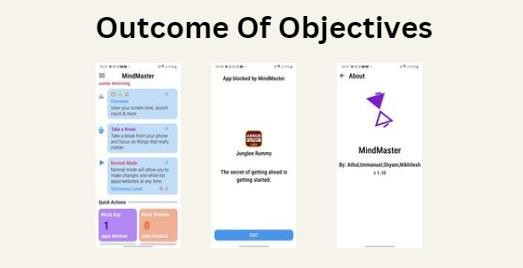 Outcome Of Objectives
MindMaster
Good Morning
Overview
View your screen time, launch
count & more
Take a Break
Take a break from your phone
and focus on things that really
matter
Normal Mode
Normal mode will allow you to
make changes and white list
apps/websites at any time.
Strictness Level
Quick Actions
Block App
1
apps blocked
Block Website
0
sites blocked
App blocked by MindMaster
Junglee Rummy
The secret of getting ahead is
getting started.
EXIT
About
MindMaster
By: Athul,Immanuel,Shyam,Nikhilesh
v 1.10